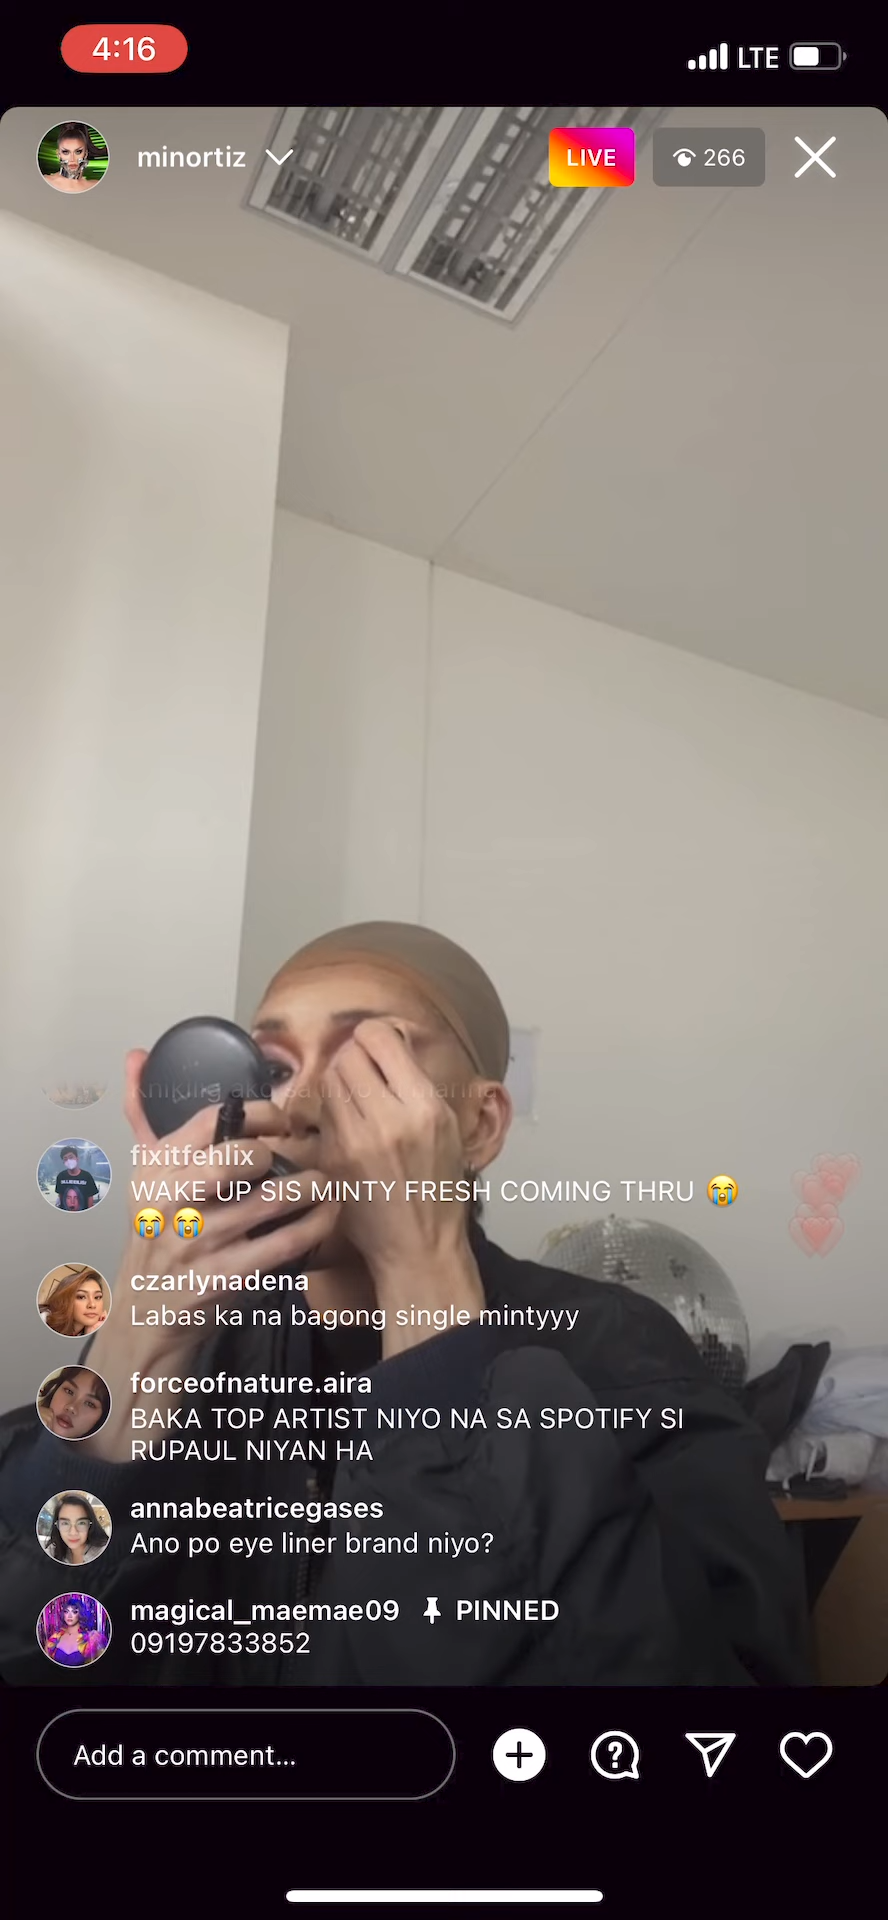 4:16
LTE
minortiz
LIVE
266
fixitfehlix
WAKE UP SIS MINTY FRESH COMING THRU 😭
😭😭
czarlynadena
Labas ka na bagong single mintyyy
forceofnature.aira
BAKA TOP ARTIST NIYO NA SA SPOTIFY SI
RUPAUL NIYAN HA
annabeatricegases
Ano po eye liner brand niyo?
magical_maemae09 PINNED
09197833852
Add a comment...